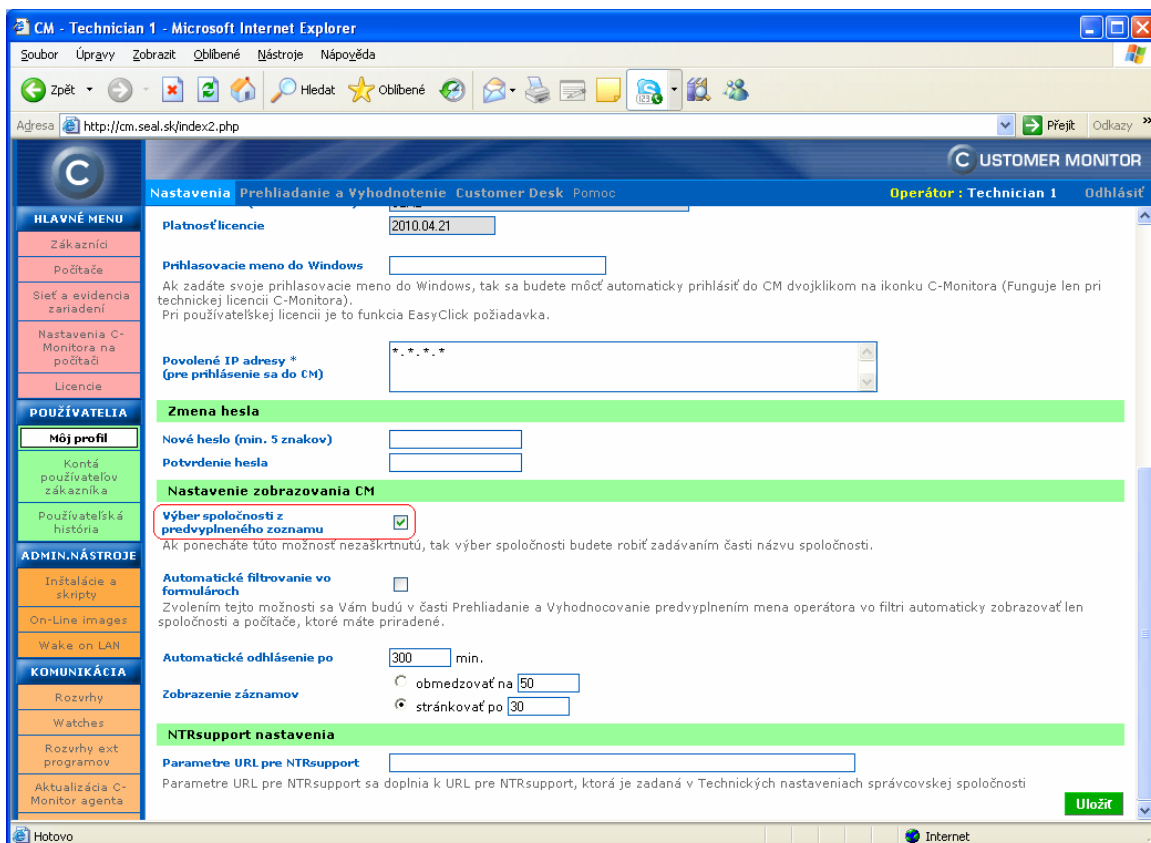 CM - Technician 1 - Microsoft Internet Explorer
Soubor Úpravy Zobrazit Oblíbené Nástroje Nápověda
Zpět Hledat Oblíbené
Adresa http://cm.seal.sk/index2.php Přejít Odkazy »
C USTOMER MONITOR
Nastavenia Prehliadanie a Vyhodnotenie Customer Desk Pomoc Operátor : Technician 1 Odhlásiť
HLAVNÉ MENU
Zákazníci
Počítače
Sieť a evidencia
zariadení
Nastavenia C-
Monitora na
počítači
Licencie
POUŽÍVATELIA
Môj profil
Kontá
používateľov
zákazníka
Používateľská
história
ADMIN.NÁSTROJE
Inštalácie a
skripty
On-Line images
Wake on LAN
KOMUNIKÁCIA
Rozvrhy
Watches
Rozvrhy ext
programov
Aktualizácia C-
Monitor agenta
Platnosť licencie 2010.04.21
Prihlasovacie meno do Windows
Ak zadáte svoje prihlasovacie meno do Windows, tak sa budete môcť automaticky prihlásiť do CM dvojklikom na ikonku C-Monitora (Funguje len pri
technickej licencii C-Monitora).
Pri používateľskej licencii je to funkcia EasyClick požiadavka.
Povolené IP adresy *
(pre prihlásenie sa do CM)
*.*.*.*
Zmena hesla
Nové heslo (min. 5 znakov)
Potvrdenie hesla
Nastavenie zobrazovania CM
Výber spoločnosti z
predvyplneného zoznamu
Ak ponecháte túto možnosť nezaškrtnutú, tak výber spoločnosti budete robiť zadávaním časti názvu spoločnosti.
Automatické filtrovanie vo
formulároch
Zvolením tejto možnosti sa Vám budú v časti Prehliadanie a Vyhodnocovanie predvyplnením mena operátora vo filtri automaticky zobrazovať len
spoločnosti a počítače, ktoré máte priradené.
Automatické odhlásenie po 300 min.
Zobrazenie záznamov
obmedzovať na 50
stránkovať po 30
NTRsupport nastavenia
Parametre URL pre NTRsupport
Parametre URL pre NTRsupport sa doplnia k URL pre NTRsupport, ktorá je zadaná v Technických nastaveniach správcovskej spoločnosti
Uložiť
Hotovo Internet